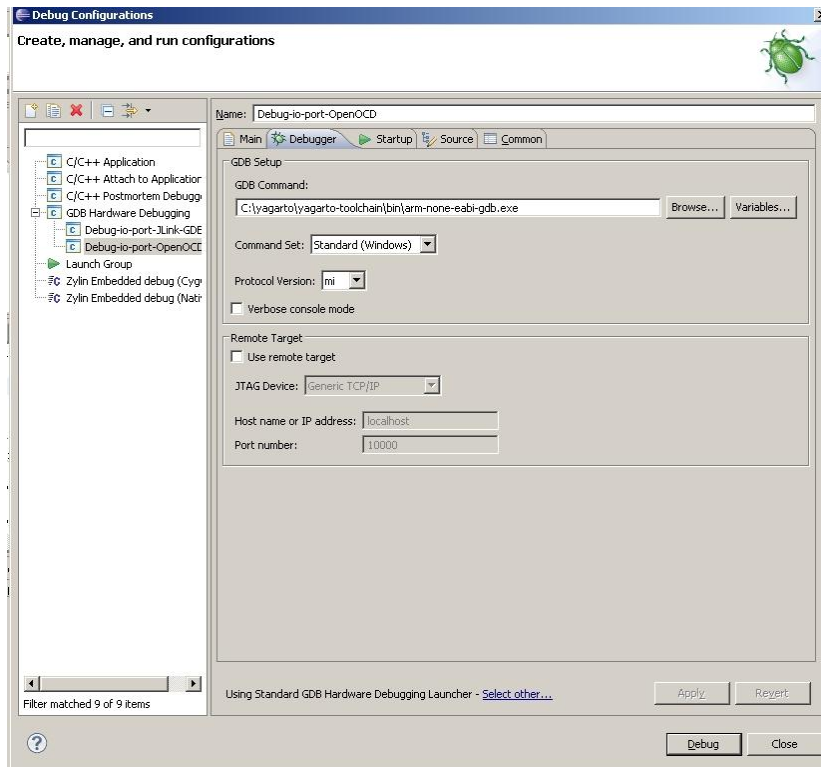 Debug Configurations
Create, manage, and run configurations
Name: Debug-io-port-OpenOCD
Main Debugger Startup Source Common
C/C++ Application
C/C++ Attach to Application
C/C++ Postmortem Debugg
GDB Hardware Debugging
Debug-io-port-JLink-GDE
Debug-io-port-OpenOCD
Launch Group
Zylin Embedded debug (Cyg
Zylin Embedded debug (Nati
Filter matched 9 of 9 items
GDB Setup
GDB Command:
C:\yagarto\yagarto-toolchain\bin\arm-none-eabi-gdb.exe Browse... Variables...
Command Set: Standard (Windows)
Protocol Version: mi
Verbose console mode
Remote Target
Use remote target
JTAG Device: Generic TCP/IP
Host name or IP address: localhost
Port number: 10000
Using Standard GDB Hardware Debugging Launcher - Select other... Apply Revert
? Debug Close